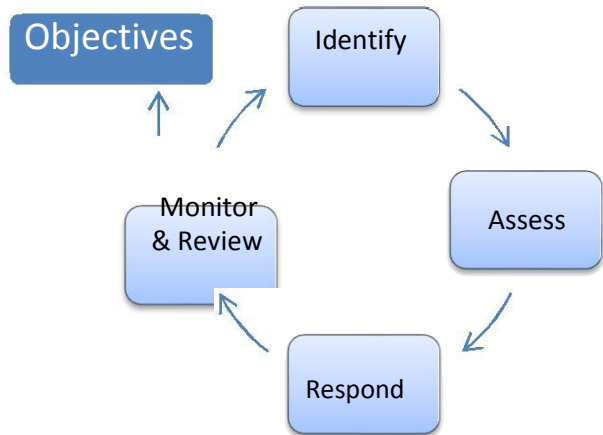 Objectives
Identify
Assess
Respond
Monitor
& Review